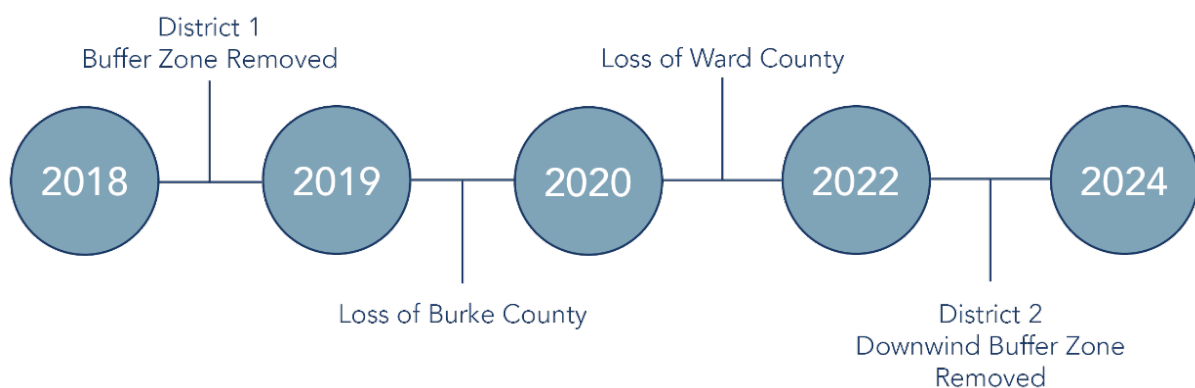 District 1
Buffer Zone Removed
Loss of Ward County
2018
2019
2020
2022
2024
Loss of Burke County
District 2
Downwind Buffer Zone
Removed